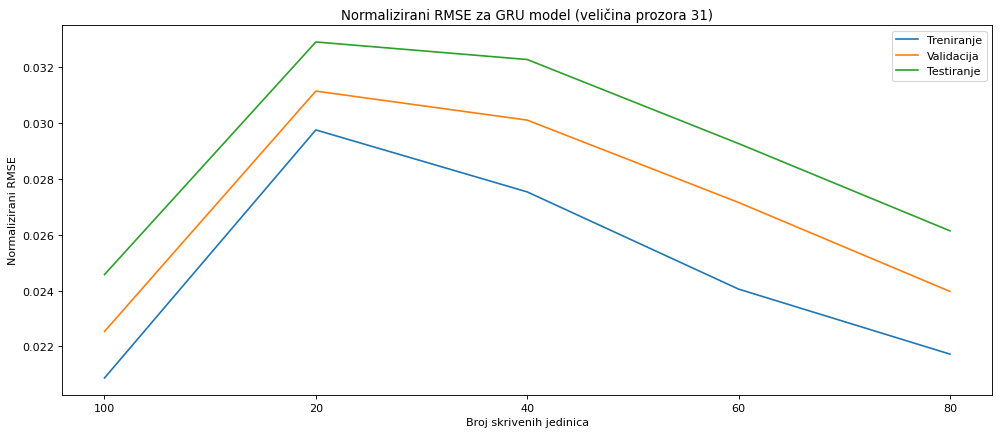 Normalizirani RMSE za GRU model (veličina prozora 31)
Treniranje
Validacija
Testiranje
Normalizirani RMSE
0.032
0.030
0.028
0.026
0.024
0.022
100 20 40 60 80
Broj skrivenih jedinica